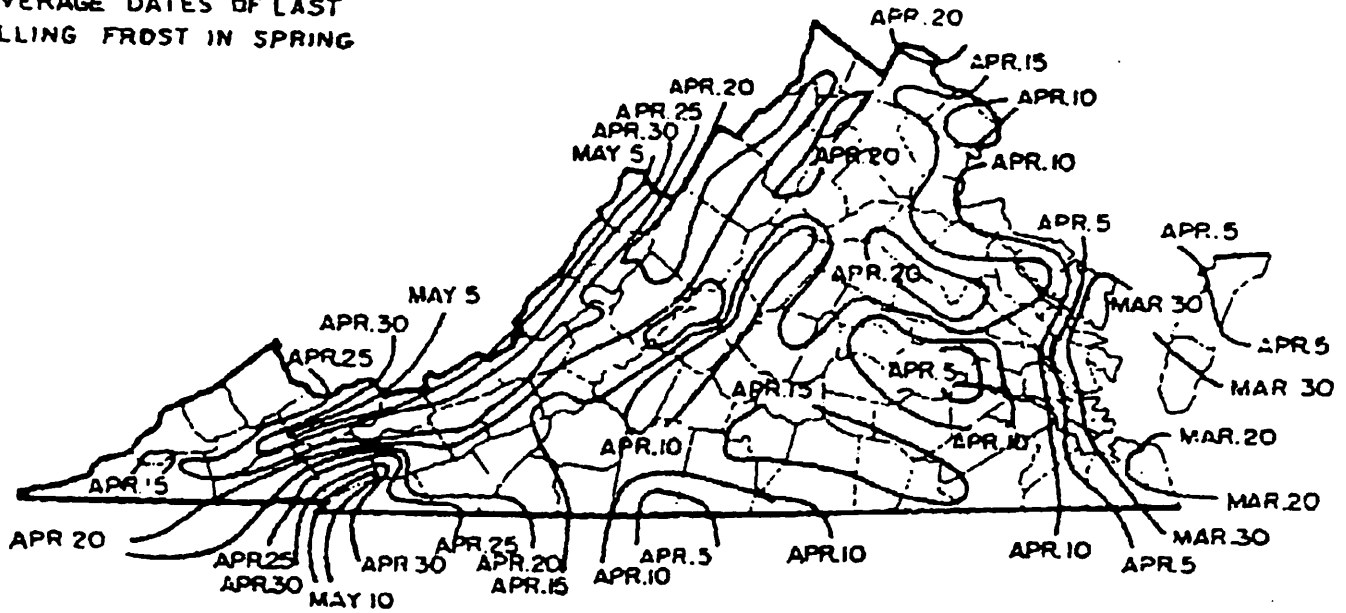 VERAGE DATES OF LAST
LLING FROST IN SPRING
APR. 20
APR.15
APR.10
APR.20
APR.25
APR.30
MAY 5
APR.20
APR.10
APR.5
APR.5
APR.20
MAY 5
MAR 30
APR.30
APR.25
APR.5
APR.5
MAR 30
APR.15
APR.10
APR.10
MAR.20
APR.15
MAR.20
APR 20
APR.25
APR.30
MAY 10
APR 30
APR.25
APR.20
APR.15
APR.5
APR.10
APR.10
APR.10
MAR.30
APR.5